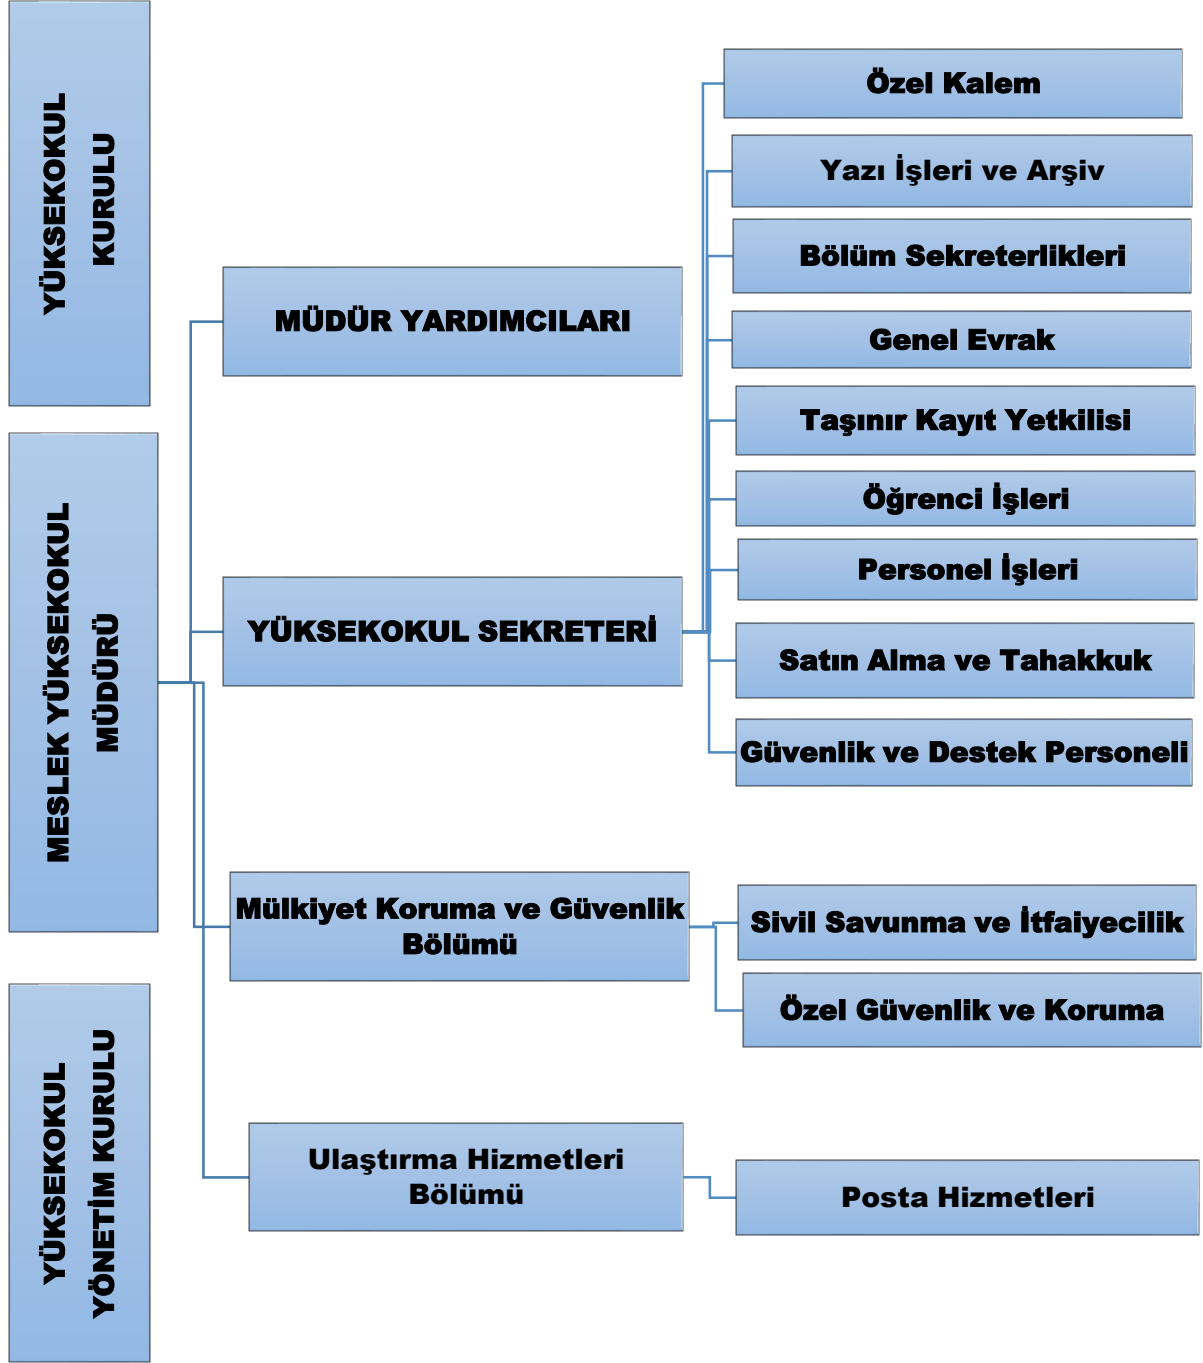 YÜKSEKOKUL
KURULU
MESLEK YÜKSEKOKUL
MÜDÜRÜ
YÜKSEKOKUL
YÖNETİM KURULU
MÜDÜR YARDIMCILARI
YÜKSEKOKUL SEKRETERİ
Özel Kalem
Yazı İşleri ve Arşiv
Bölüm Sekreterlikleri
Genel Evrak
Taşınır Kayıt Yetkilisi
Öğrenci İşleri
Personel İşleri
Satın Alma ve Tahakkuk
Güvenlik ve Destek Personeli
Mülkiyet Koruma ve Güvenlik
Bölümü
Sivil Savunma ve İtfaiyecilik
Özel Güvenlik ve Koruma
Ulaştırma Hizmetleri
Bölümü
Posta Hizmetleri